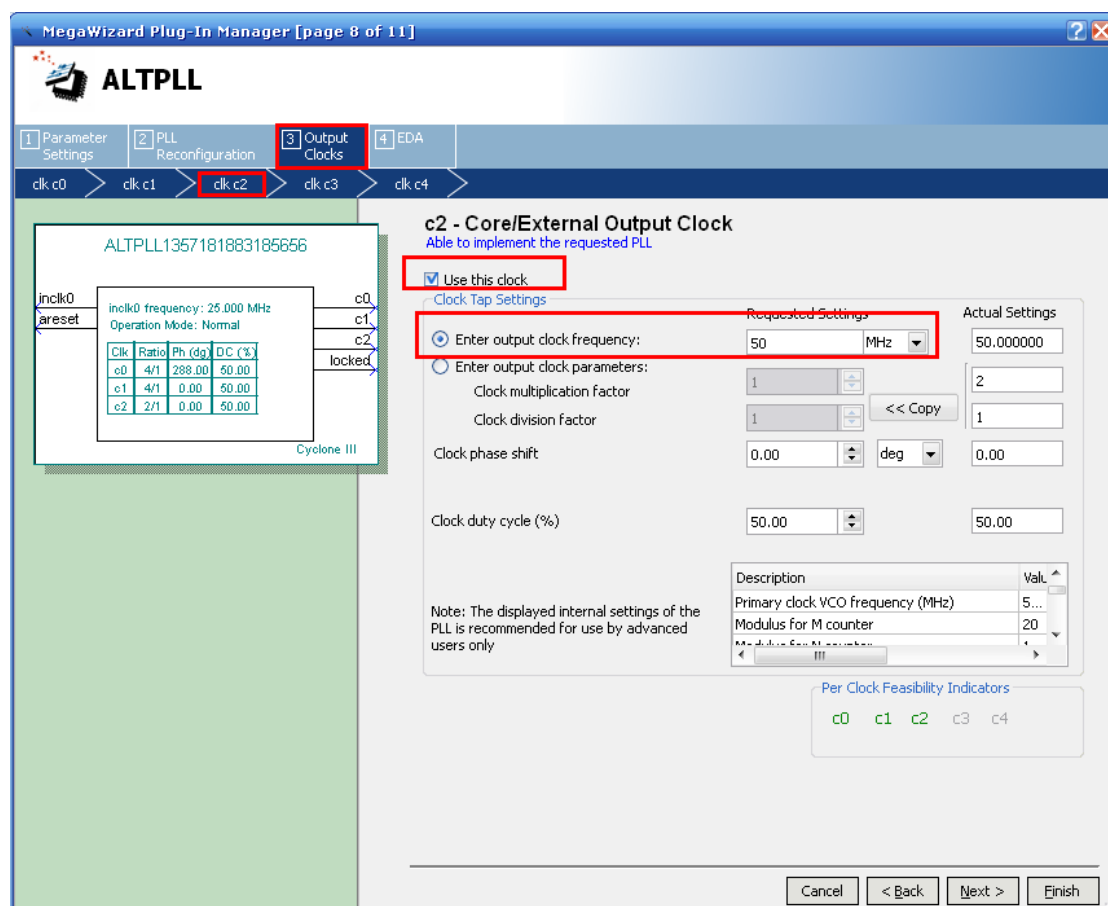 MegaWizard Plug-In Manager [page 8 of 11]
ALTPLL
1 Parameter Settings
2 PLL Reconfiguration
3 Output Clocks
4 EDA
clk c0
clk c1
clk c2
clk c3
clk c4
ALTPLL1357181883185656
inclk0
areset
inclk0 frequency: 25.000 MHz
Operation Mode: Normal
Clk Ratio Ph (dg) DC (%)
c0 4/1 288.00 50.00
c1 4/1 0.00 50.00
c2 2/1 0.00 50.00
c0
c1
c2
locked
Cyclone III
c2 - Core/External Output Clock
Able to implement the requested PLL
Use this clock
Clock Tap Settings
Requested Settings Actual Settings
Enter output clock frequency: 50 MHz 50.000000
Enter output clock parameters:
Clock multiplication factor 1 2
Clock division factor 1 << Copy 1
Clock phase shift 0.00 deg 0.00
Clock duty cycle (%) 50.00 50.00
Note: The displayed internal settings of the
PLL is recommended for use by advanced
users only
Description Valu
Primary clock VCO frequency (MHz) 5...
Modulus for M counter 20
Modulus for N counter 1
Per Clock Feasibility Indicators
c0 c1 c2 c3 c4
Cancel < Back Next > Finish